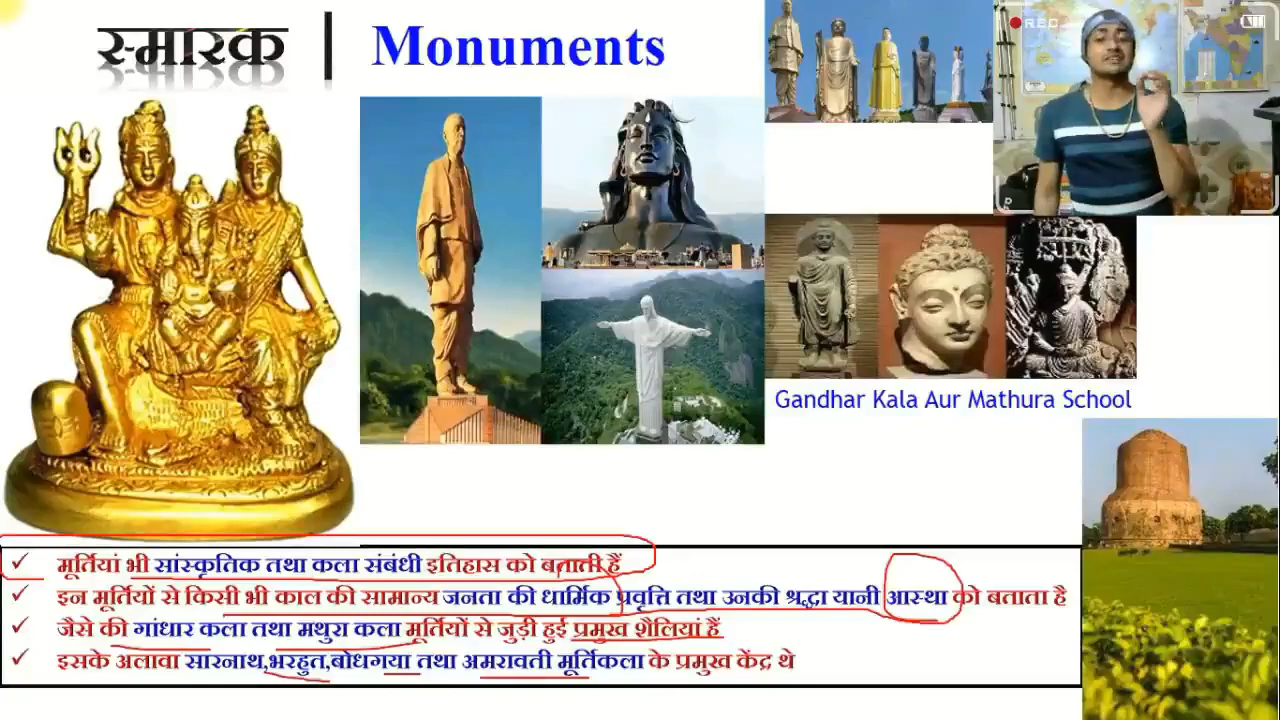 स्मारक | Monuments
REC
Gandhar Kala Aur Mathura School
✓ मूर्तियां भी सांस्कृतिक तथा कला संबंधी इतिहास को बताती हैं
✓ इन मूर्तियों से किसी भी काल की सामान्य जनता की धार्मिक प्रवृत्ति तथा उनकी श्रद्धा यानी आस्था को बताता है
✓ जैसे की गांधार कला तथा मथुरा कला मूर्तियों से जुड़ी हुई प्रमुख शैलियां हैं
✓ इसके अलावा सारनाथ,भरहुत,बोधगया तथा अमरावती मूर्तिकला के प्रमुख केंद्र थे